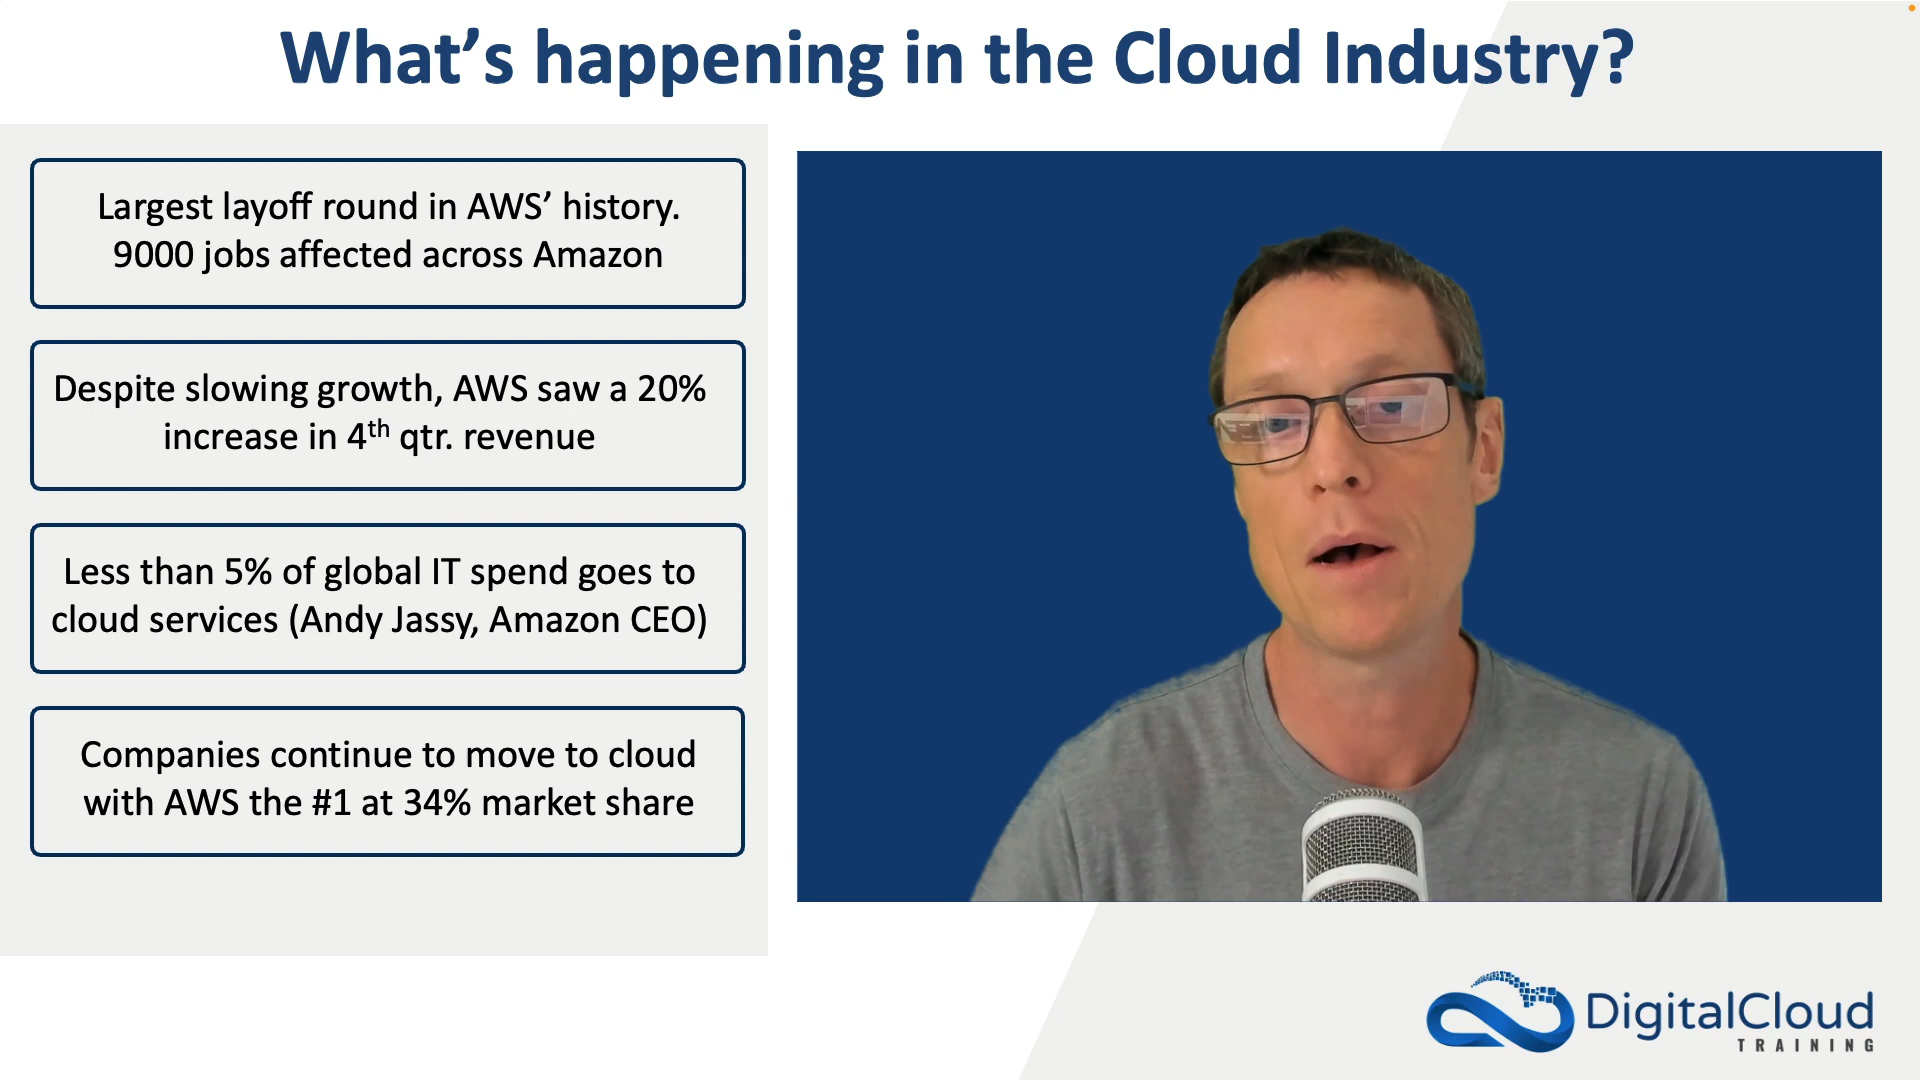 What’s happening in the Cloud Industry?
Largest layoff round in AWS’ history.
9000 jobs affected across Amazon
Despite slowing growth, AWS saw a 20%
increase in 4th qtr. revenue
Less than 5% of global IT spend goes to
cloud services (Andy Jassy, Amazon CEO)
Companies continue to move to cloud
with AWS the #1 at 34% market share
DigitalCloud
TRAINING